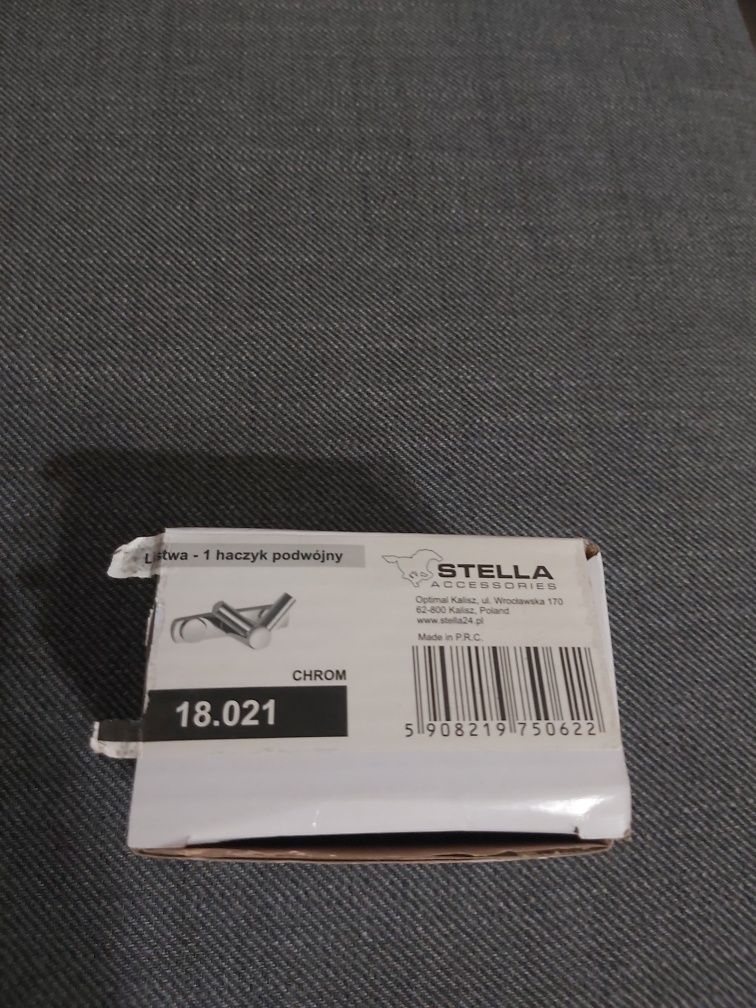 Listwa - 1 haczyk podwójny
STELLA
ACCESSORIES
Optimal Kalisz, ul. Wrocławska 170
62-800 Kalisz, Poland
www.stella24.pl
Made in P.R.C.
CHROM
18.021
5 908219 750622